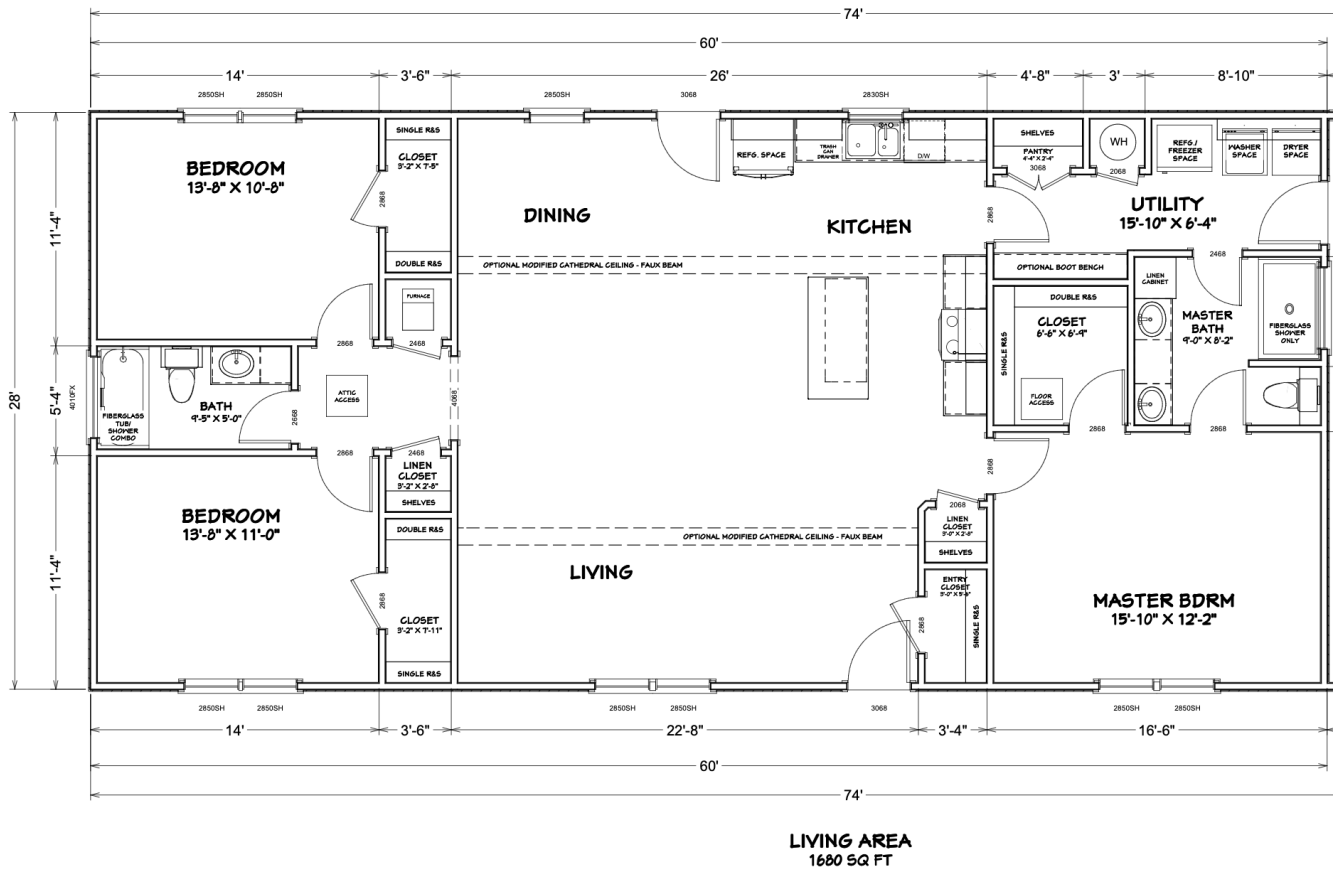 74'
60'
14'
3'-6"
26'
4'-8"
3'
8'-10"
2850SH
2850SH
2850SH
3068
2830SH
SINGLE R&S
CLOSET
3'-2" X 7'-5"
DOUBLE R&S
BEDROOM
13'-8" X 10'-8"
2868
11'-4"
DINING
KITCHEN
REFG. SPACE
TRASH
CAN
DRAWER
D/W
SHELVES
PANTRY
4'-4" X 2'-4"
3068
WH
2068
REFG /
FREEZER
SPACE
WASHER
SPACE
DRYER
SPACE
UTILITY
15'-10" X 6'-4"
2868
2468
OPTIONAL MODIFIED CATHEDRAL CEILING - FAUX BEAM
OPTIONAL BOOT BENCH
LINEN
CABINET
FURNACE
2868
2468
DOUBLE R&S
CLOSET
6'-6" X 6'-9"
SINGLE R&S
FLOOR
ACCESS
MASTER
BATH
9'-0" X 8'-2"
FIBERGLASS
SHOWER
ONLY
28'
5'-4"
4010FX
FIBERGLASS
TUB/
SHOWER
COMBO
BATH
9'-5" X 5'-0"
2668
ATTIC
ACCESS
4068
2868
2868
2868
2468
2868
LINEN
CLOSET
3'-2" X 2'-8"
SHELVES
BEDROOM
13'-8" X 11'-0"
11'-4"
DOUBLE R&S
2868
CLOSET
3'-2" X 7'-11"
SINGLE R&S
OPTIONAL MODIFIED CATHEDRAL CEILING - FAUX BEAM
LIVING
2068
LINEN
CLOSET
3'-0" X 2'-8"
SHELVES
ENTRY
CLOSET
SINGLE R&S
2868
MASTER BDRM
15'-10" X 12'-2"
2850SH
2850SH
2850SH
2850SH
3068
2850SH
2850SH
14'
3'-6"
22'-8"
3'-4"
16'-6"
60'
74'
LIVING AREA
1680 SQ FT